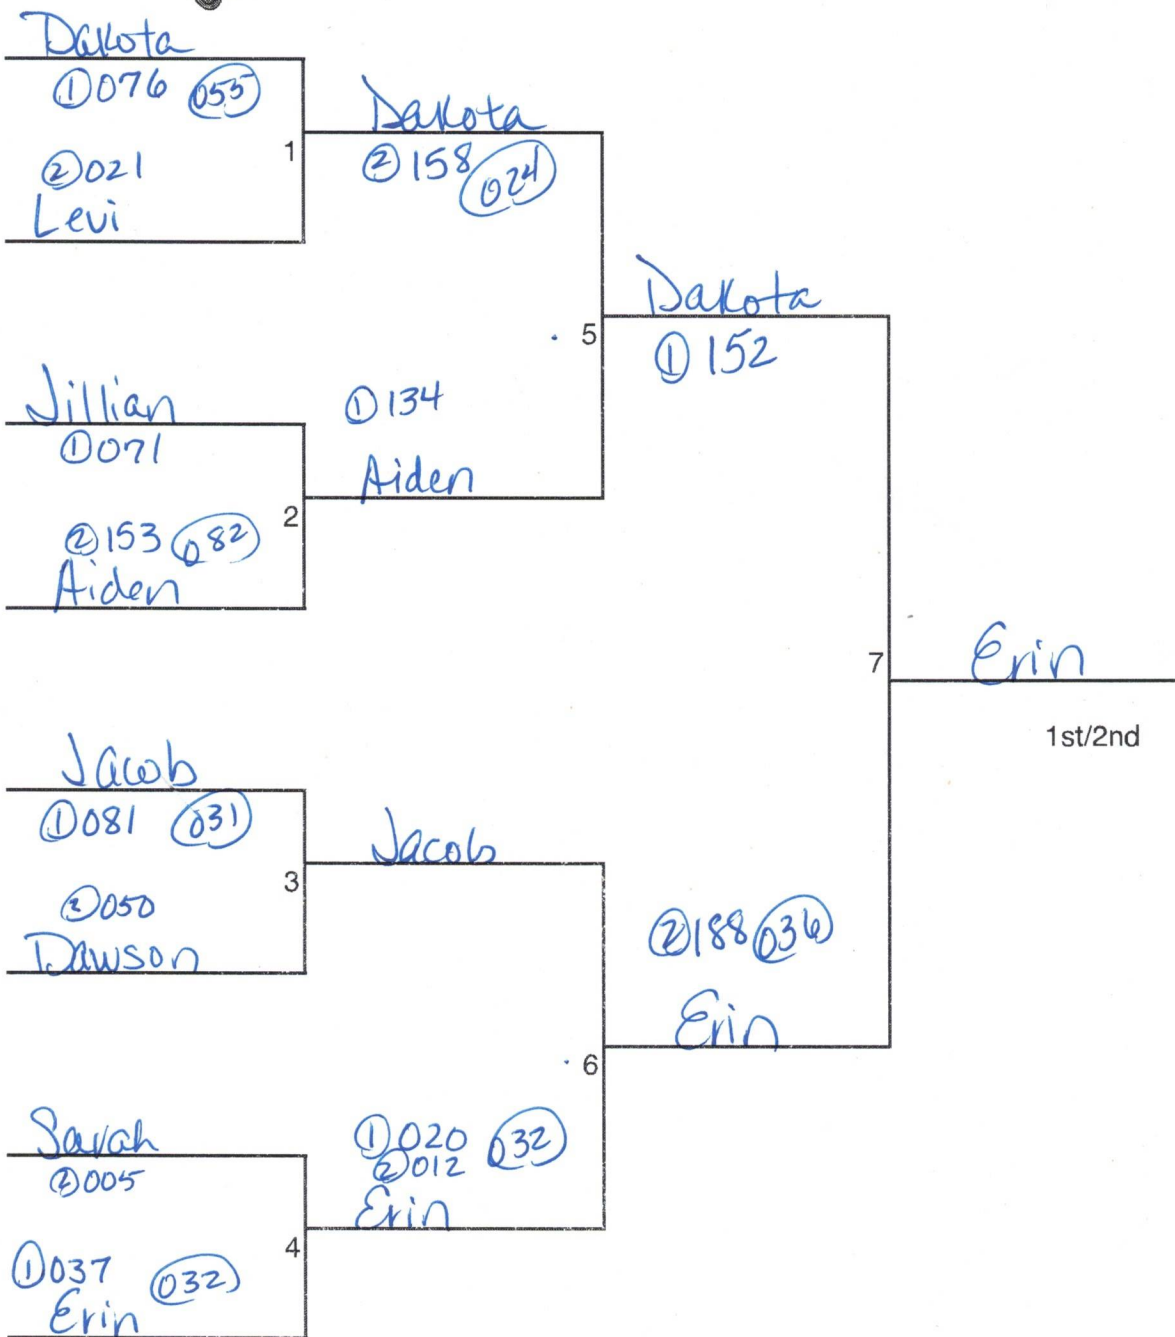 Dakota
①076 055
1
②021
Levi
Dakota
②158 024
5
Dakota
①152
Jillian
①071
①134
Aiden
②153 082
2
Aiden
7
Erin
1st/2nd
Jacob
①081 031
Jacob
3
②050
Dawson
②188 036
Erin
6
Sarah
②005
①020 032
②012
Erin
4
①037 032
Erin